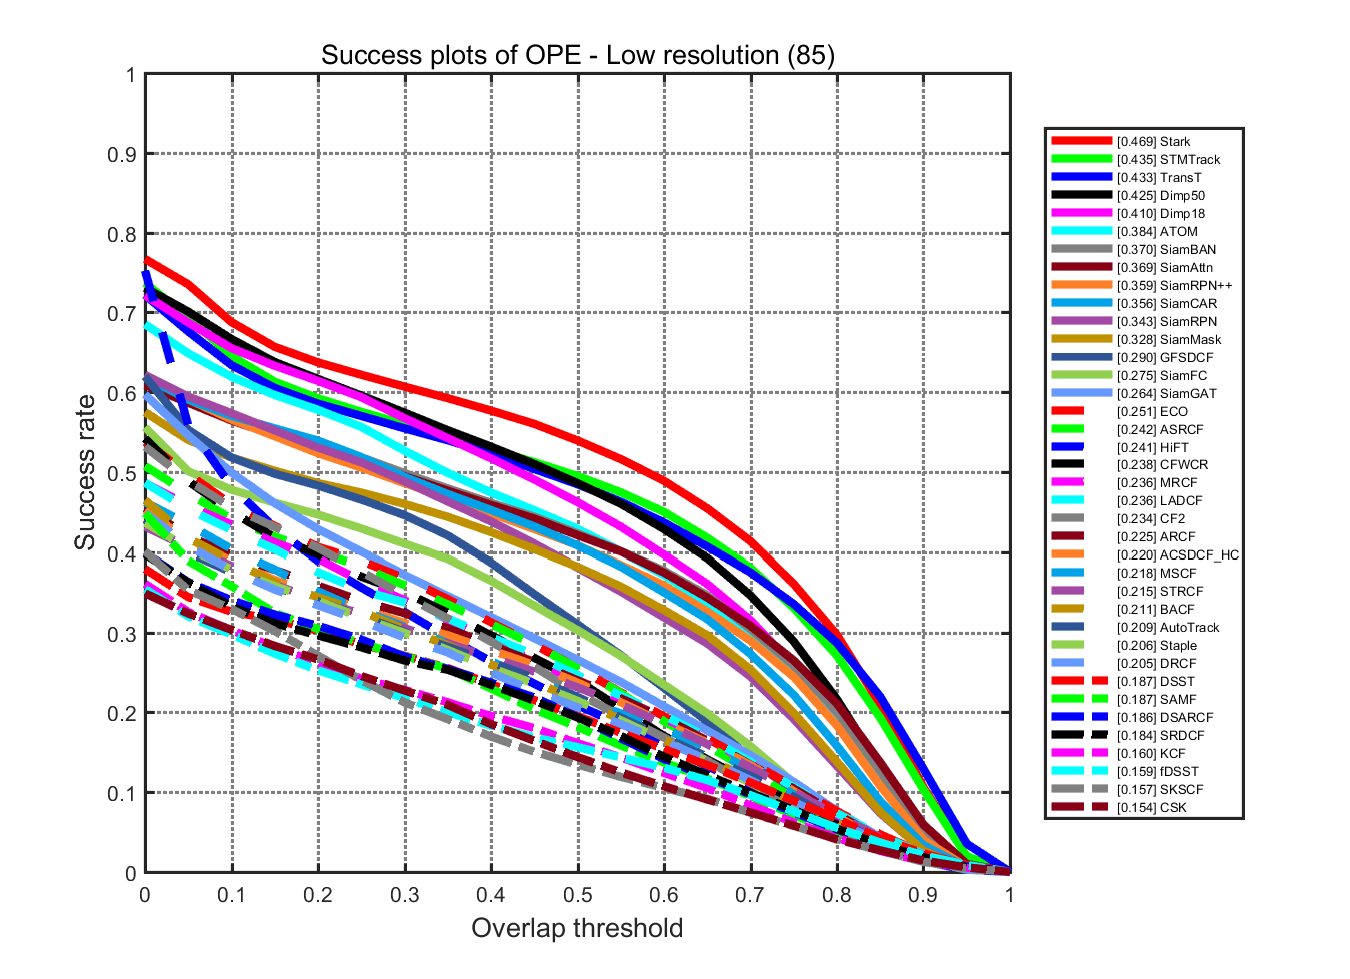 Success plots of OPE - Low resolution (85)
1
0.9
0.8
0.7
0.6
0.5
0.4
0.3
0.2
0.1
0
Success rate
0 0.1 0.2 0.3 0.4 0.5 0.6 0.7 0.8 0.9 1
Overlap threshold
[0.469] Stark
[0.435] STMTrack
[0.433] TransT
[0.425] Dimp50
[0.410] Dimp18
[0.384] ATOM
[0.370] SiamBAN
[0.369] SiamAttn
[0.359] SiamRPN++
[0.356] SiamCAR
[0.343] SiamRPN
[0.328] SiamMask
[0.290] GFSDCF
[0.275] SiamFC
[0.264] SiamGAT
[0.251] ECO
[0.242] ASRCF
[0.241] HiFT
[0.238] CFWCR
[0.236] MRCF
[0.236] LADCF
[0.234] CF2
[0.225] ARCF
[0.220] ACSDCF_HC
[0.218] MSCF
[0.215] STRCF
[0.211] BACF
[0.209] AutoTrack
[0.206] Staple
[0.205] DRCF
[0.187] DSST
[0.187] SAMF
[0.186] DSARCF
[0.184] SRDCF
[0.160] KCF
[0.159] fDSST
[0.157] SKSCF
[0.154] CSK